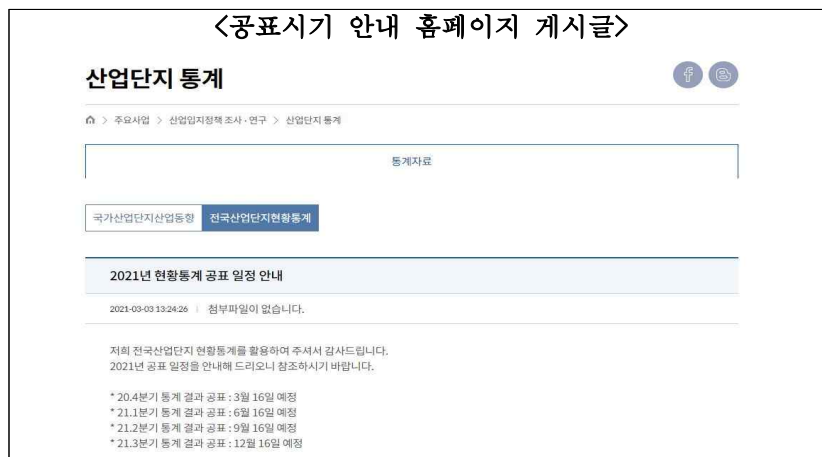 <공표시기 안내 홈페이지 게시글>
산업단지 통계
> 주요사업 > 산업입지정책 조사·연구 > 산업단지 통계
통계자료
국가산업단지산업동향 전국산업단지현황통계
2021년 현황통계 공표 일정 안내
2021-03-03 13:24:26 | 첨부파일이 없습니다.
저희 전국산업단지 현황통계를 활용하여 주셔서 감사드립니다.
2021년 공표 일정을 안내해 드리오니 참조하시기 바랍니다.
* 20.4분기 통계 결과 공표 : 3월 16일 예정
* 21.1분기 통계 결과 공표 : 6월 16일 예정
* 21.2분기 통계 결과 공표 : 9월 16일 예정
* 21.3분기 통계 결과 공표 : 12월 16일 예정